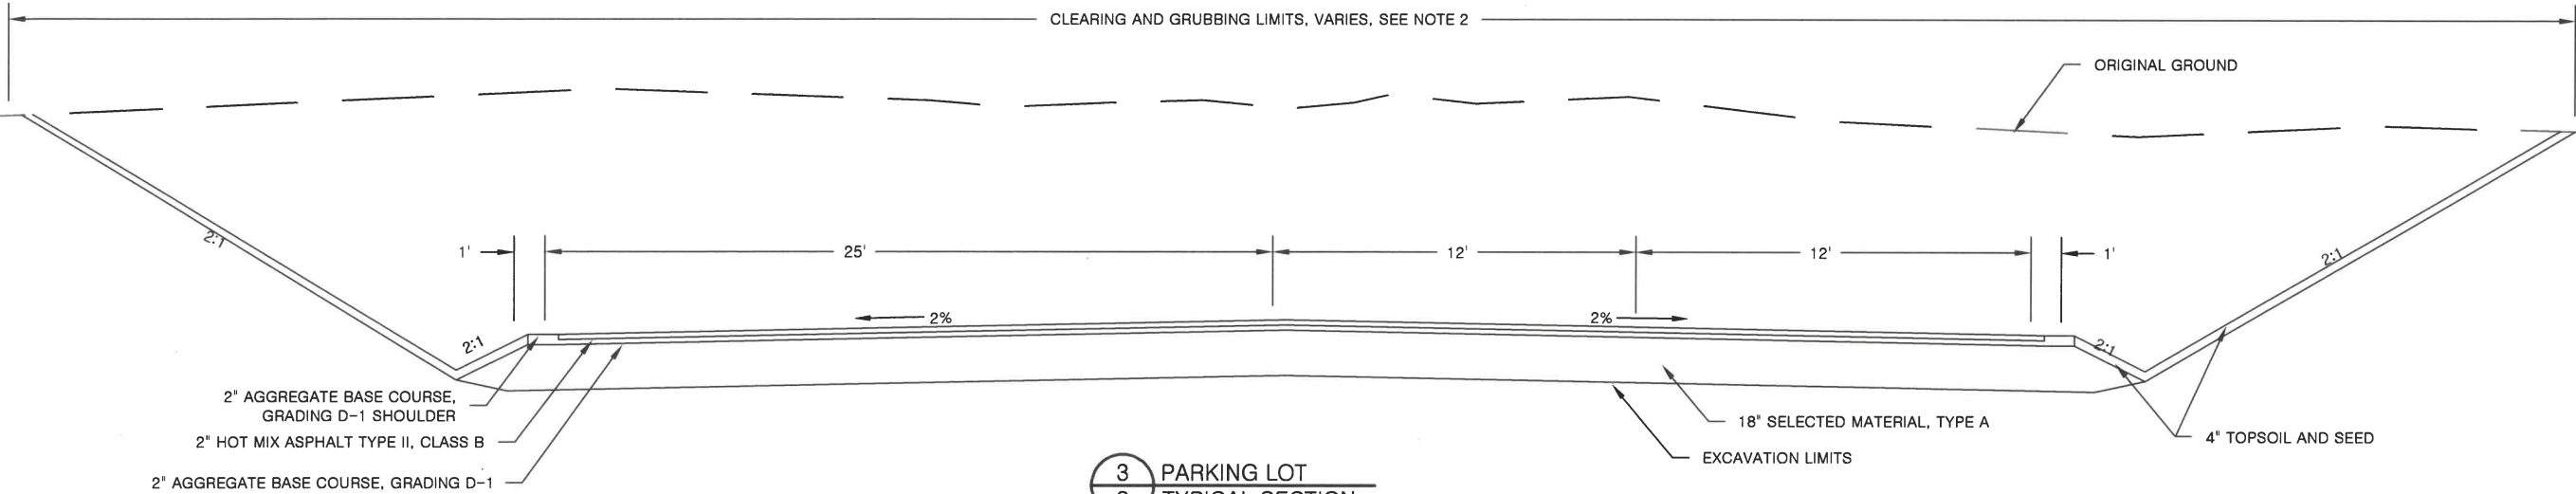 CLEARING AND GRUBBING LIMITS, VARIES, SEE NOTE 2
ORIGINAL GROUND
2:1
1'
25'
12'
12'
1'
2:1
2%
2%
2:1
2:1
2" AGGREGATE BASE COURSE,
GRADING D-1 SHOULDER
2" HOT MIX ASPHALT TYPE II, CLASS B
2" AGGREGATE BASE COURSE, GRADING D-1
18" SELECTED MATERIAL, TYPE A
EXCAVATION LIMITS
4" TOPSOIL AND SEED
3
PARKING LOT
TYPICAL SECTION